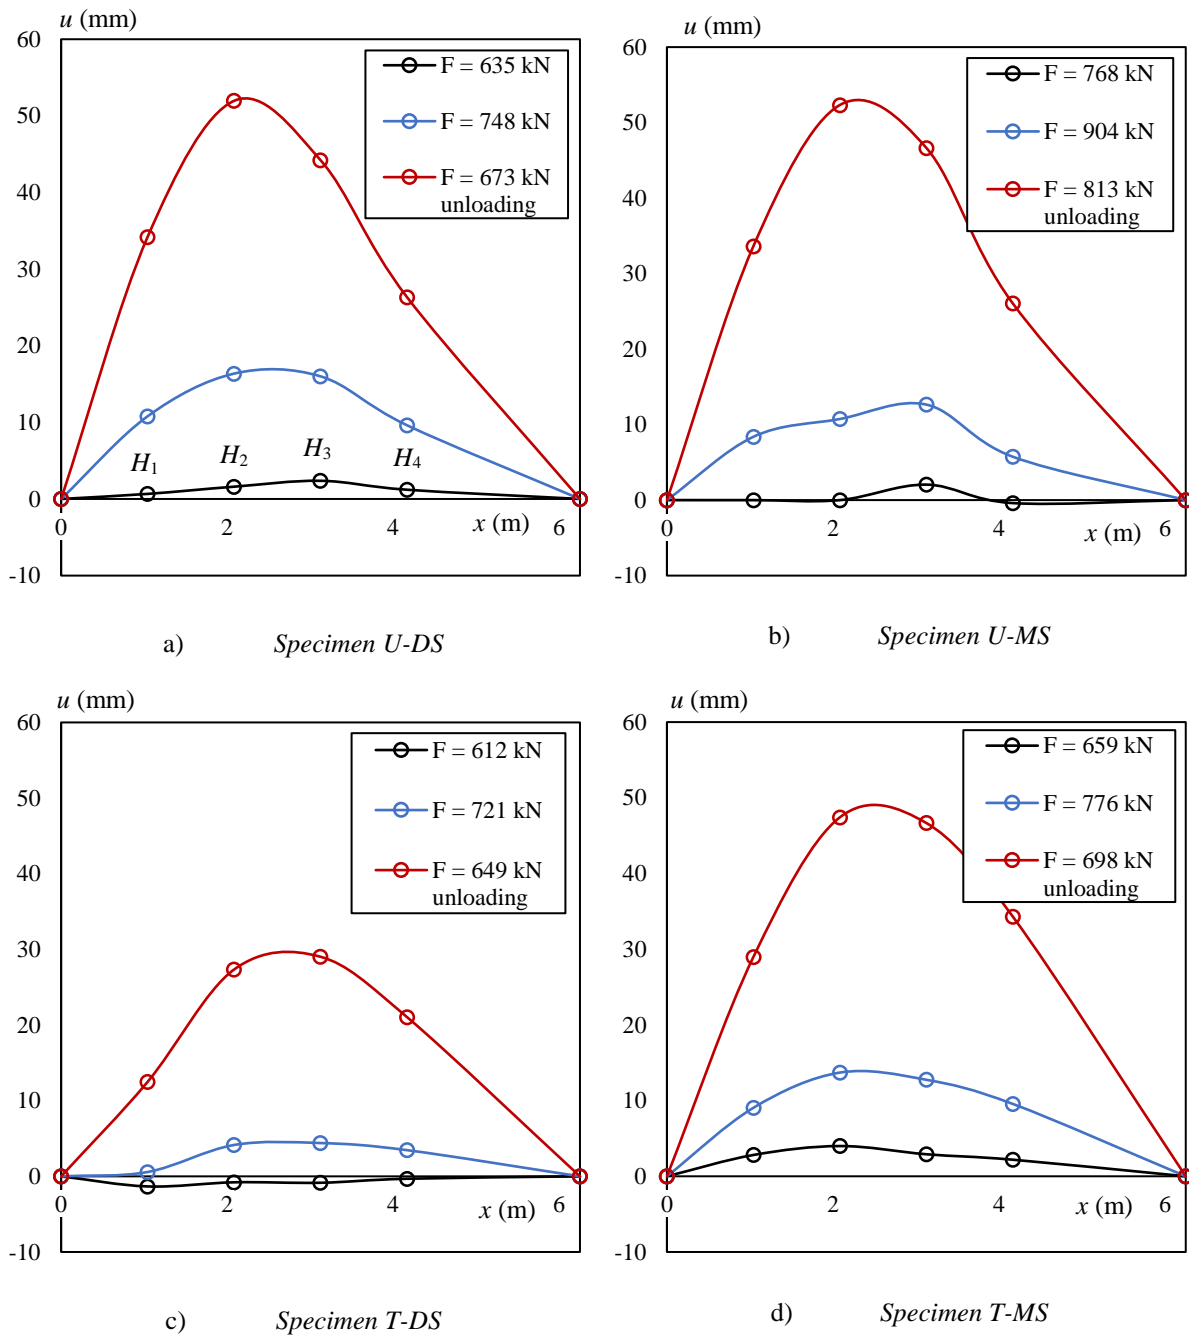 u (mm)
60
50
40
30
20
10
0
-10
F = 635 kN
F = 748 kN
F = 673 kN
unloading
H1
H2
H3
H4
0
2
4
6
x (m)
a) Specimen U-DS
u (mm)
60
50
40
30
20
10
0
-10
F = 768 kN
F = 904 kN
F = 813 kN
unloading
0
2
4
6
x (m)
b) Specimen U-MS
u (mm)
60
50
40
30
20
10
0
-10
F = 612 kN
F = 721 kN
F = 649 kN
unloading
0
2
4
6
x (m)
c) Specimen T-DS
u (mm)
60
50
40
30
20
10
0
-10
F = 659 kN
F = 776 kN
F = 698 kN
unloading
0
2
4
6
x (m)
d) Specimen T-MS